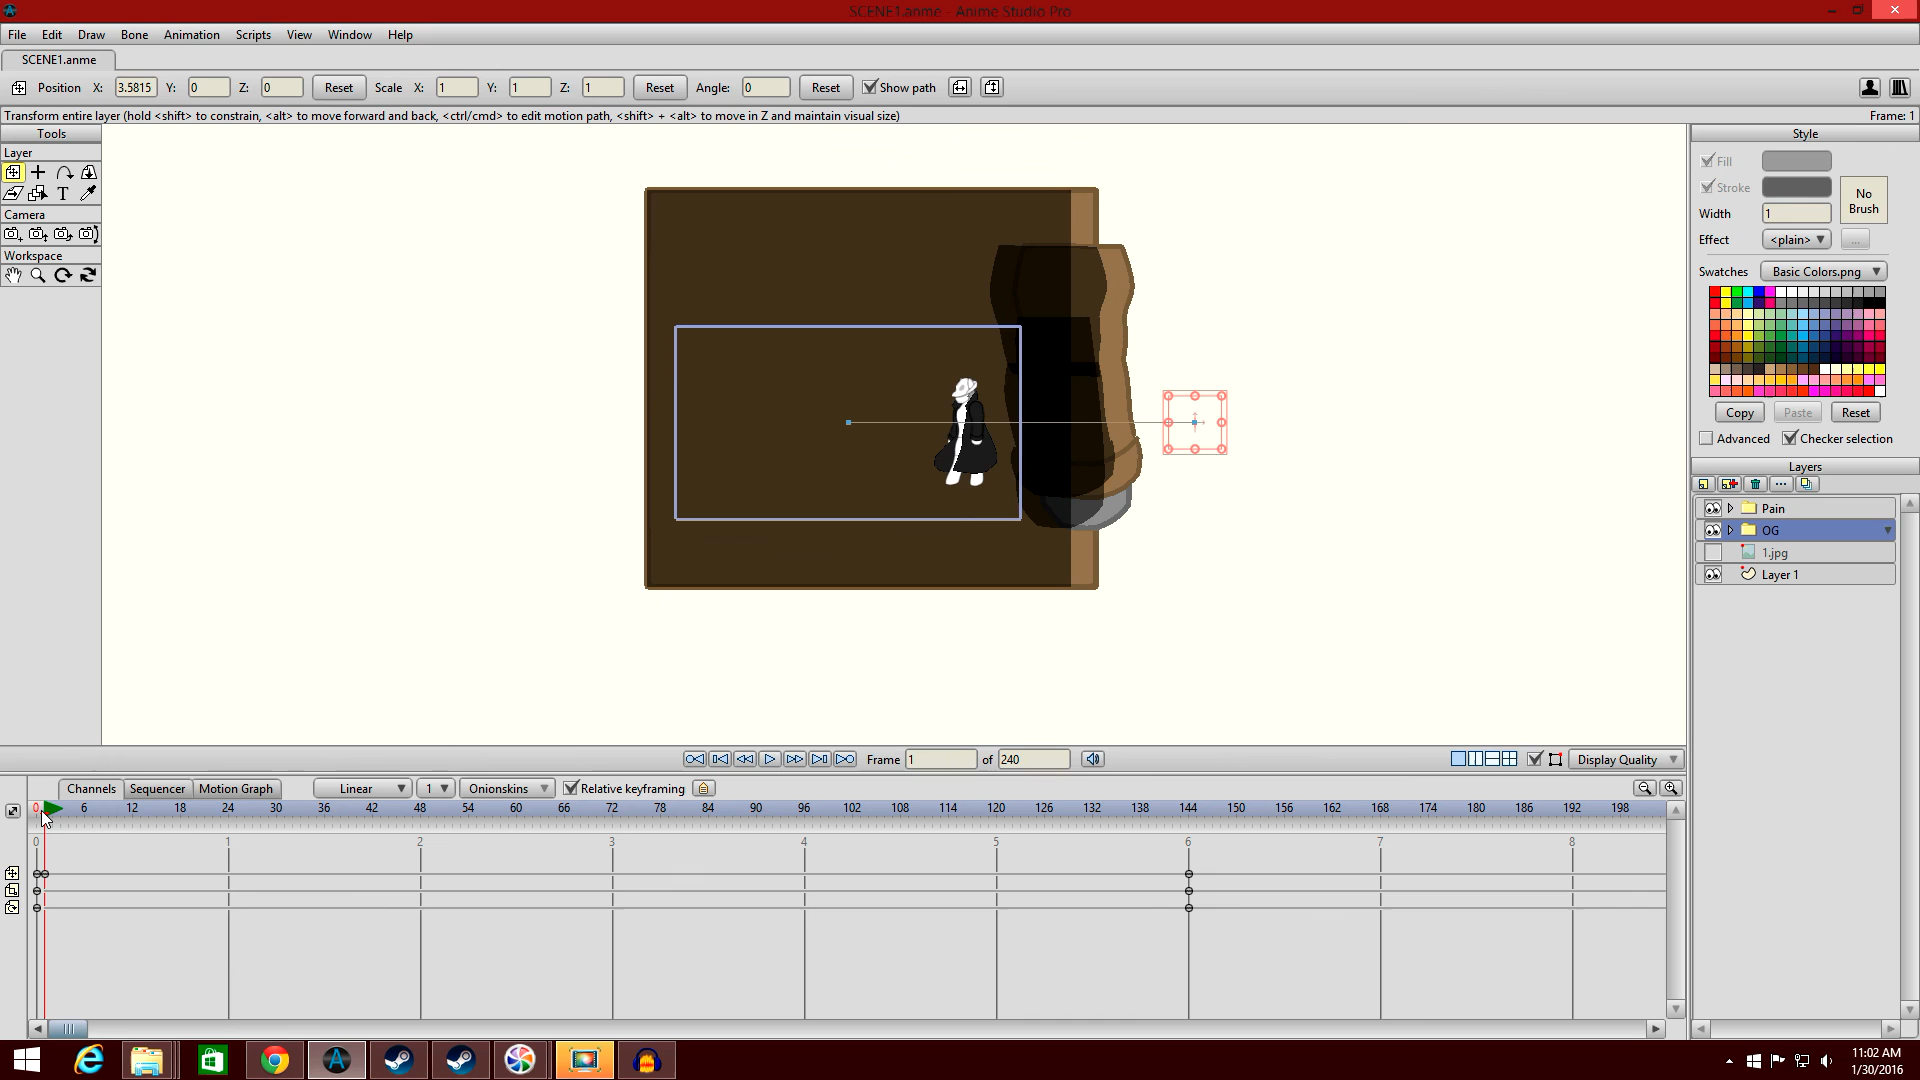 SCENE1.anme - Anime Studio Pro
File Edit Draw Bone Animation Scripts View Window Help
SCENE1.anme
Position X: 3.5815 Y: 0 Z: 0 Reset Scale X: 1 Y: 1 Z: 1 Reset Angle: 0 Reset Show path
Transform entire layer (hold <shift> to constrain, <alt> to move forward and back, <ctrl/cmd> to edit motion path, <shift> + <alt> to move in Z and maintain visual size) Frame: 1
Tools
Layer
T
Camera
Workspace
Style
Fill
Stroke
No
Brush
Width 1
Effect <plain> ...
Swatches Basic Colors.png
Copy Paste Reset
Advanced Checker selection
Layers
Pain
OG
1.jpg
Layer 1
Frame 1 of 240 Display Quality
Channels Sequencer Motion Graph Linear 1 Onionskins Relative keyframing
0 6 12 18 24 30 36 42 48 54 60 66 72 78 84 90 96 102 108 114 120 126 132 138 144 150 156 162 168 174 180 186 192 198
0 1 2 3 4 5 6 7 8
11:02 AM
1/30/2016